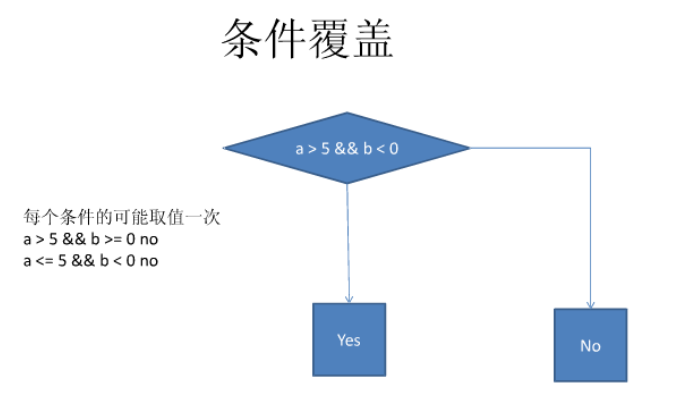 条件覆盖
a > 5 && b < 0
每个条件的可能取值一次
a > 5 && b >= 0 no
a <= 5 && b < 0 no
Yes
No